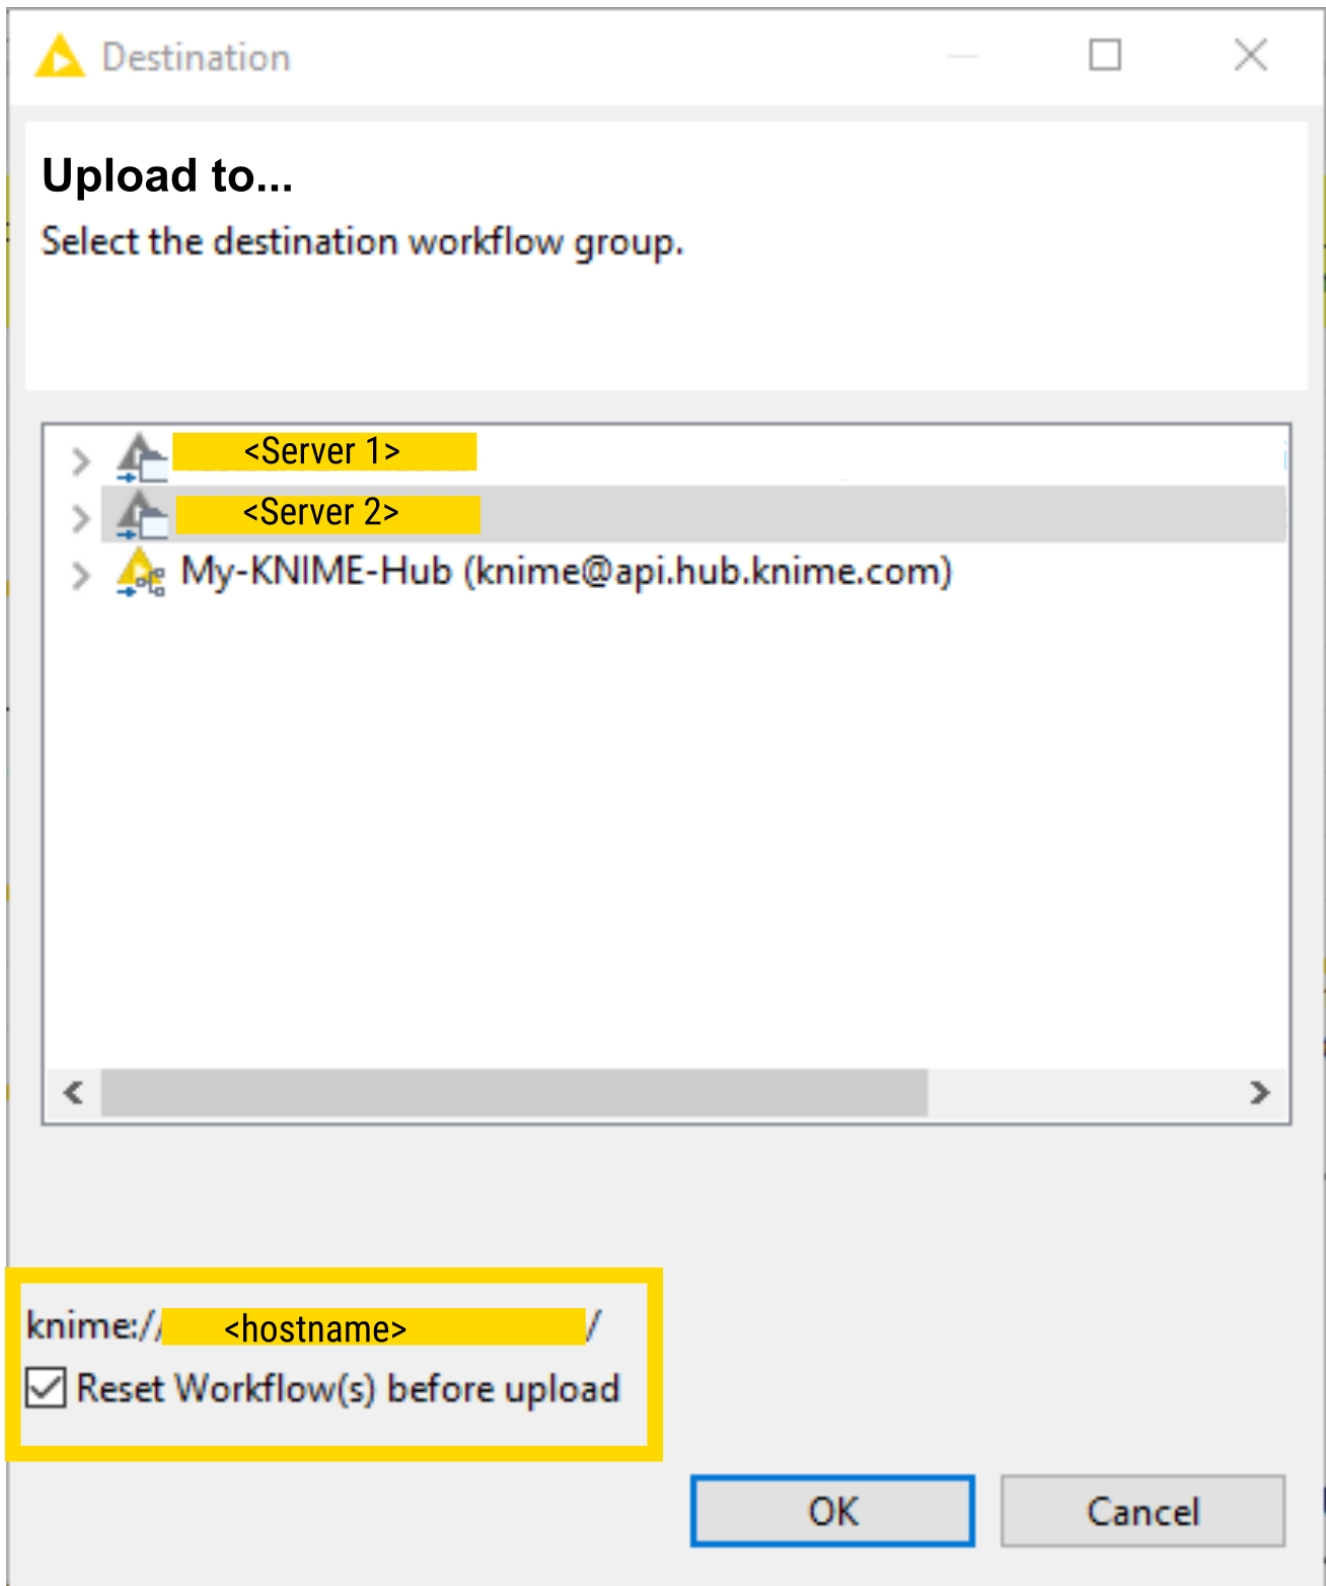 Destination
Upload to...
Select the destination workflow group.
<Server 1>
<Server 2>
My-KNIME-Hub (knime@api.hub.knime.com)
knime://<hostname>/
Reset Workflow(s) before upload
OK Cancel